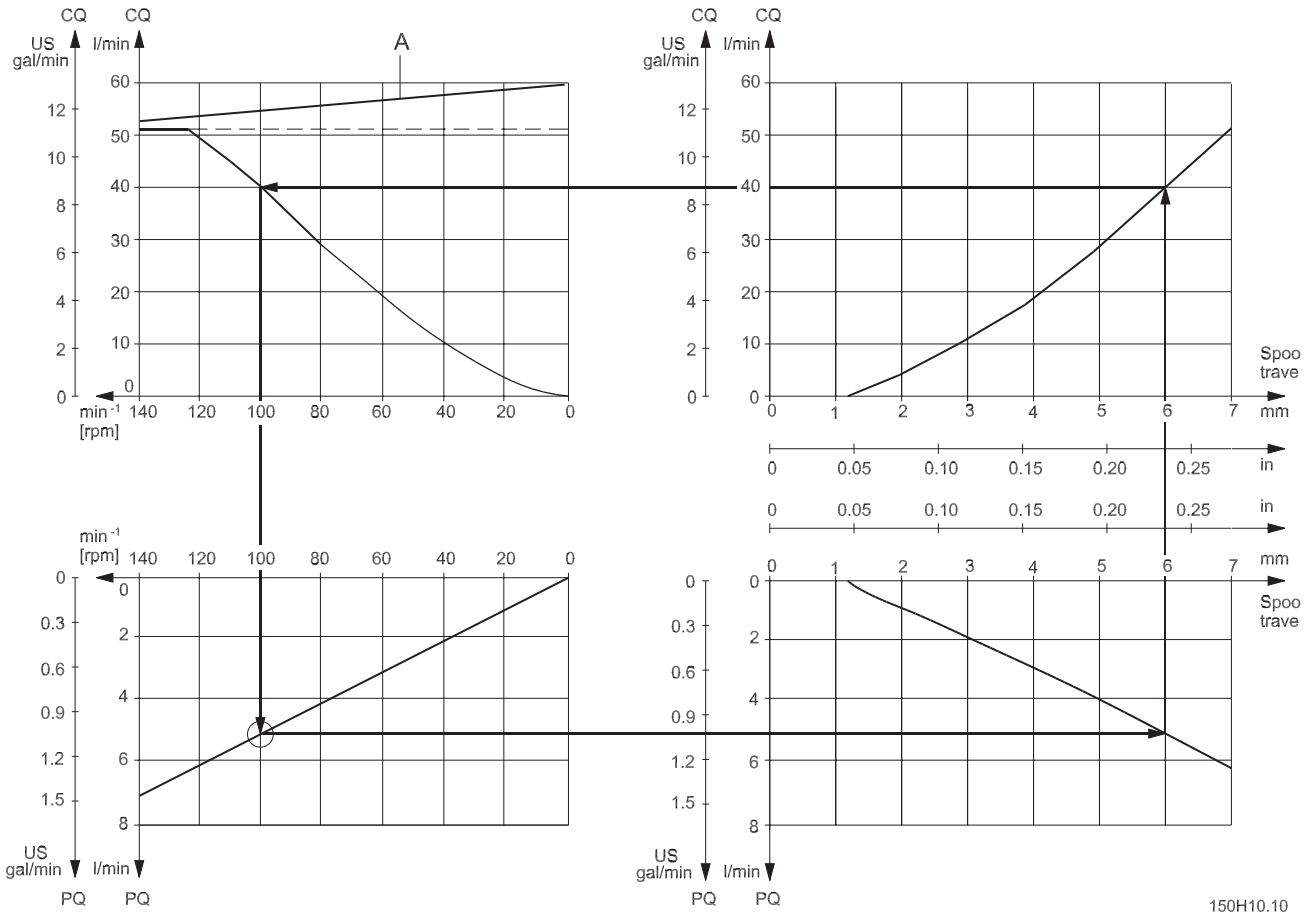 CQ CQ
US gal/min l/min
A
60
12
50
10
40
8
30
6
20
4
10
2
0
0
140 120 100 80 60 40 20 0
min-1
[rpm]
CQ CQ
US gal/min l/min
60
12
50
10
40
8
30
6
20
4
10
2
0 0
0 1 2 3 4 5 6 7 mm
Spoo
trave
0 0.05 0.10 0.15 0.20 0.25 in
0 0.05 0.10 0.15 0.20 0.25 in
min-1
[rpm]
140 120 100 80 60 40 20 0
0
0
0.3
2
0.6
4
0.9
6
1.2
1.5
8
US gal/min l/min
PQ PQ
0 1 2 3 4 5 6 7 mm
Spoo
trave
0 0
0.3
2
0.6
4
0.9
6
1.2
1.5
8
US gal/min l/min
PQ PQ
150H10.10